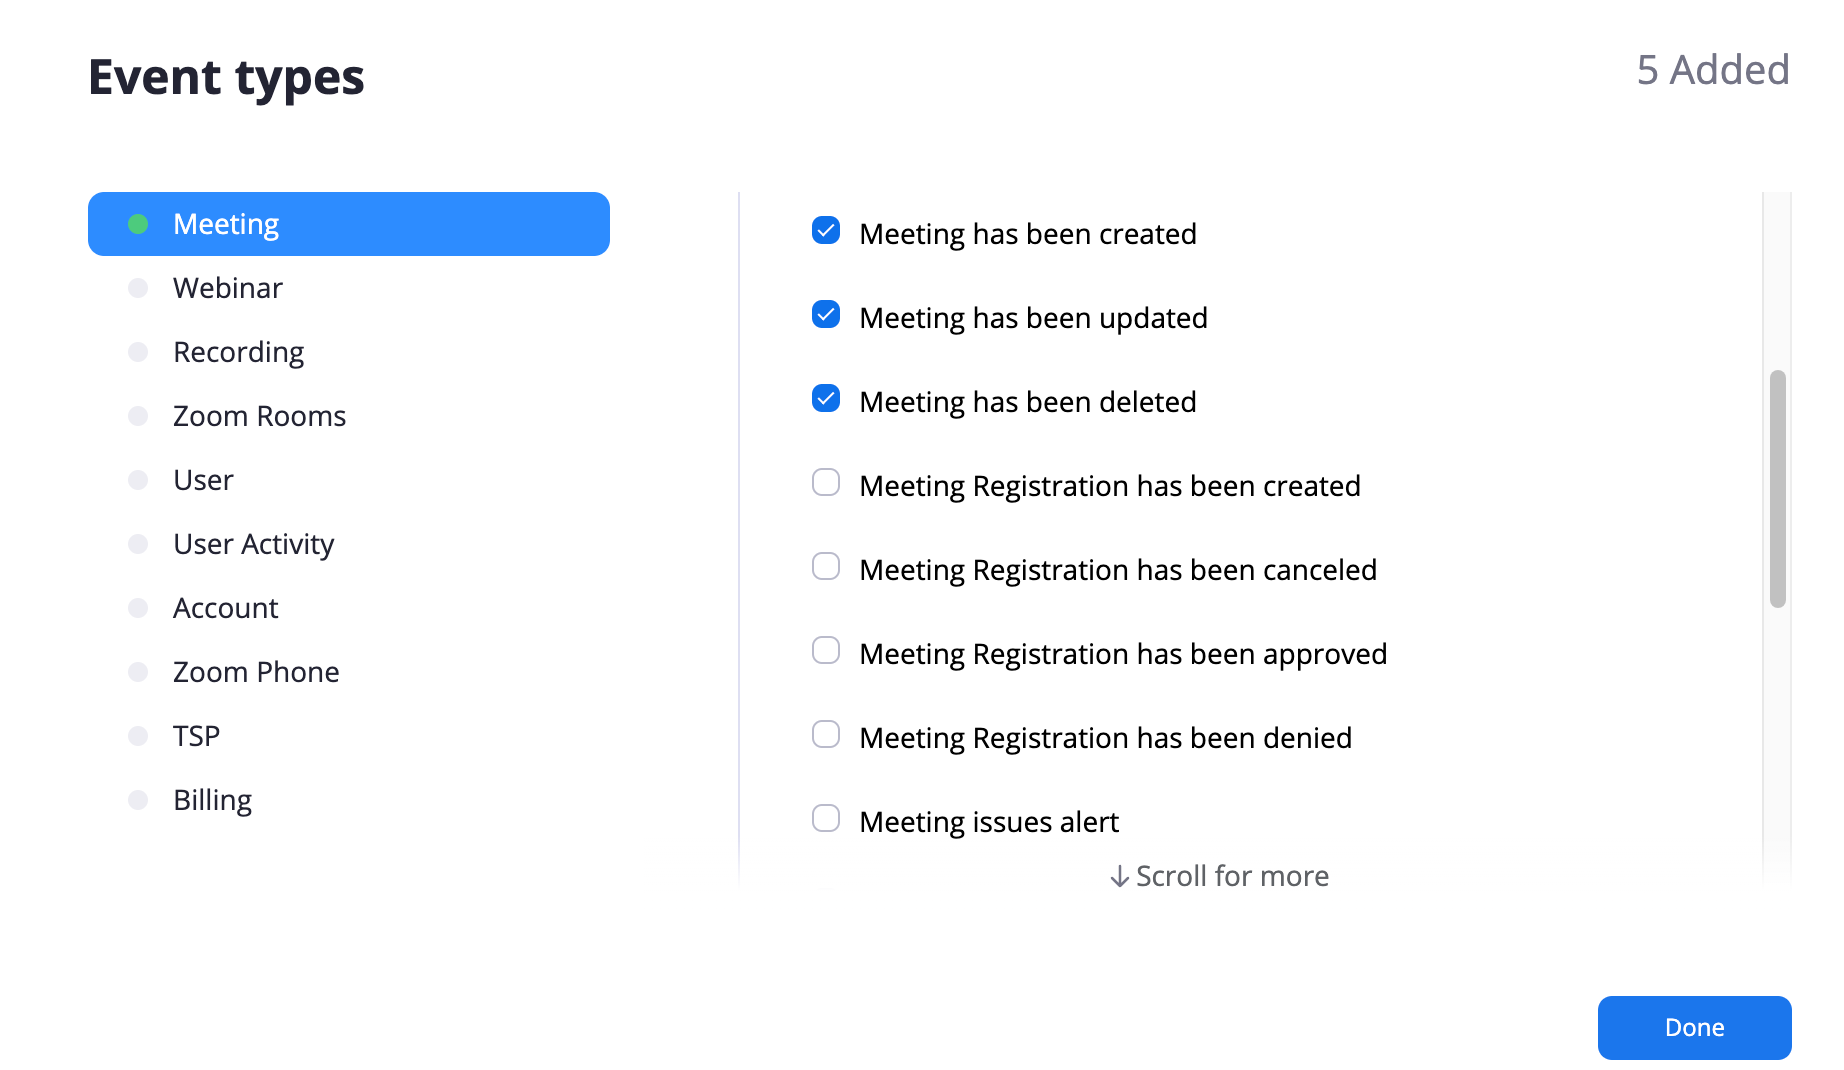 Event types
5 Added
Meeting
Webinar
Recording
Zoom Rooms
User
User Activity
Account
Zoom Phone
TSP
Billing
Meeting has been created
Meeting has been updated
Meeting has been deleted
Meeting Registration has been created
Meeting Registration has been canceled
Meeting Registration has been approved
Meeting Registration has been denied
Meeting issues alert
↓ Scroll for more
Done